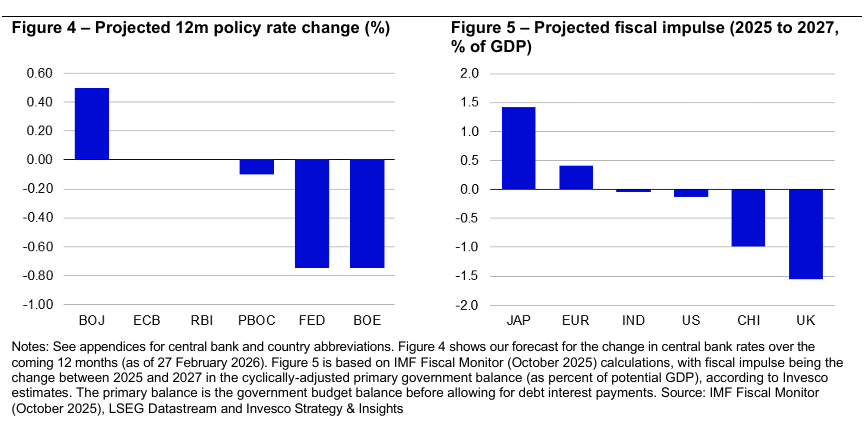 Figure 4 – Projected 12m policy rate change (%)
0.60
0.40
0.20
0.00
-0.20
-0.40
-0.60
-0.80
-1.00
BOJ ECB RBI PBOC FED BOE
Figure 5 – Projected fiscal impulse (2025 to 2027,
% of GDP)
2.0
1.5
1.0
0.5
0.0
-0.5
-1.0
-1.5
-2.0
JAP EUR IND US CHI UK
Notes: See appendices for central bank and country abbreviations. Figure 4 shows our forecast for the change in central bank rates over the
coming 12 months (as of 27 February 2026). Figure 5 is based on IMF Fiscal Monitor (October 2025) calculations, with fiscal impulse being the
change between 2025 and 2027 in the cyclically-adjusted primary government balance (as percent of potential GDP), according to Invesco
estimates. The primary balance is the government budget balance before allowing for debt interest payments. Source: IMF Fiscal Monitor
(October 2025), LSEG Datastream and Invesco Strategy & Insights